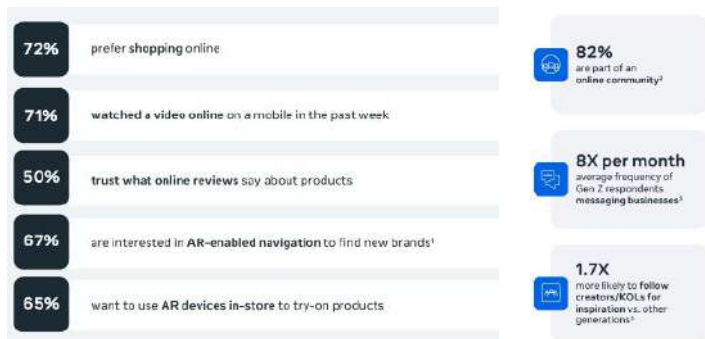 72%
prefer shopping online
71%
watched a video online on a mobile in the past week
50%
trust what online reviews say about products
67%
are interested in AR-enabled navigation to find new brands¹
65%
want to use AR devices in-store to try-on products
82%
are part of an
online community²
8X per month
average frequency of
Gen Z respondents
messaging businesses³
1.7X
more likely to follow
creators/KOLs for
inspiration vs. other
generations³